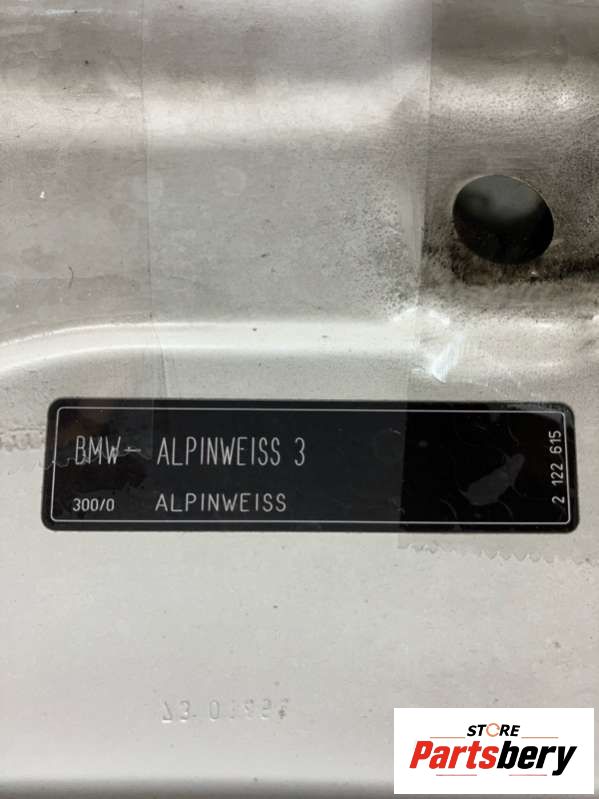 BMW- ALPINWEISS 3
300/0 ALPINWEISS
2 122 615
STORE
Partsbery